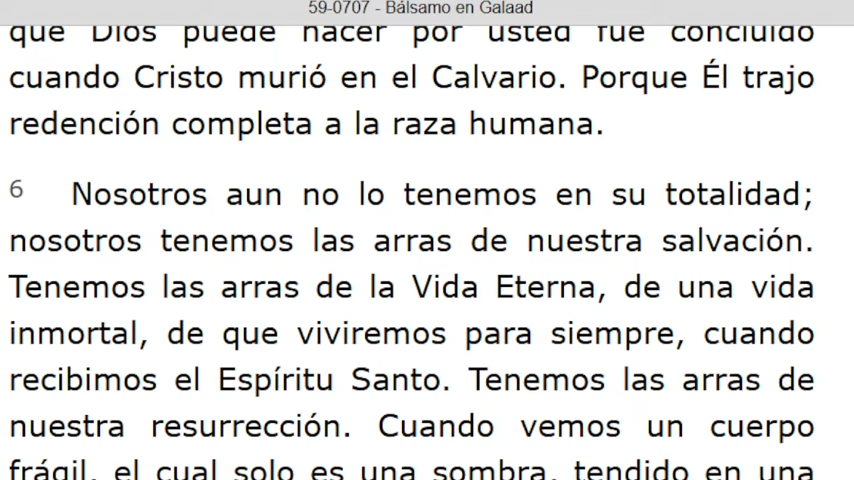 59-0707 - Bálsamo en Galaad
que Dios puede hacer por usted fue concluido
cuando Cristo murió en el Calvario. Porque Él trajo
redención completa a la raza humana.
6 Nosotros aun no lo tenemos en su totalidad;
nosotros tenemos las arras de nuestra salvación.
Tenemos las arras de la Vida Eterna, de una vida
inmortal, de que viviremos para siempre, cuando
recibimos el Espíritu Santo. Tenemos las arras de
nuestra resurrección. Cuando vemos un cuerpo
frágil, el cual solo es una sombra, tendido en una